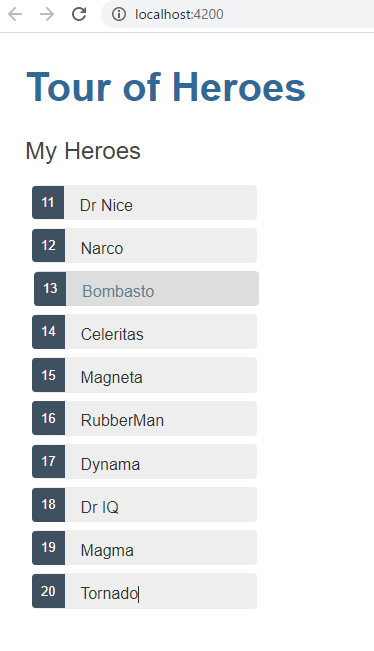 localhost:4200
Tour of Heroes
My Heroes
11 Dr Nice
12 Narco
13 Bombasto
14 Celeritas
15 Magneta
16 RubberMan
17 Dynama
18 Dr IQ
19 Magma
20 Tornado